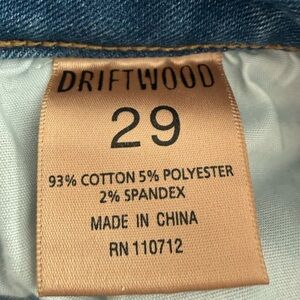 DRIFTWOOD
29
93% COTTON 5% POLYESTER
2% SPANDEX
MADE IN CHINA
RN 110712